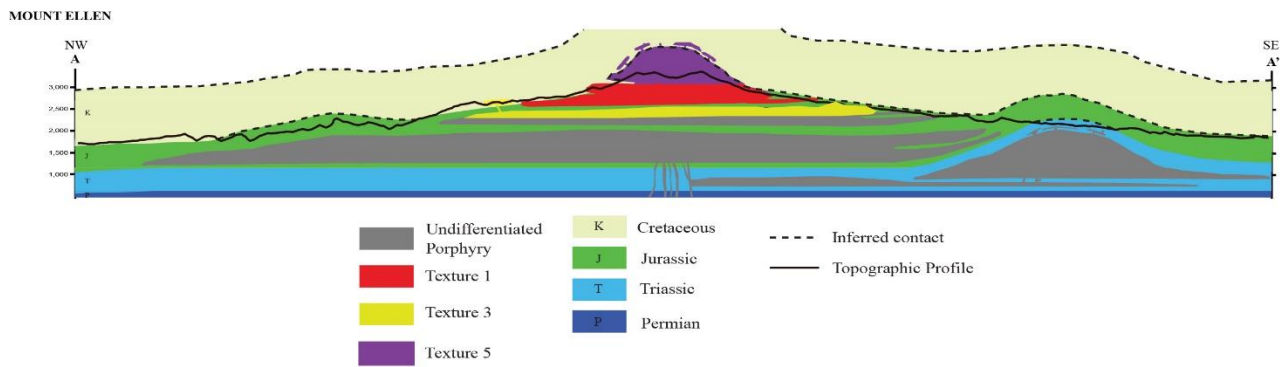 MOUNT ELLEN
NW
A
SE
A'
3,000
K
2,500
2,000
1,500
J
1,000
T
P
Undifferentiated
Porphyry
Texture 1
Texture 3
Texture 5
K Cretaceous
J Jurassic
T Triassic
P Permian
Inferred contact
Topographic Profile